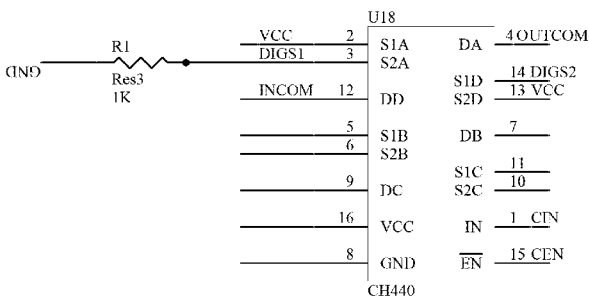 U18
VCC 2 S1A DA 4 OUTCOM
R1 DIGS1 3 S2A
GND
Res3 S1D 14 DIGS2
1K INCOM 12 DD S2D 13 VCC
5 S1B DB 7
6 S2B
S1C 11
9 DC S2C 10
16 VCC IN 1 CIN
8 GND EN 15 CEN
CH440